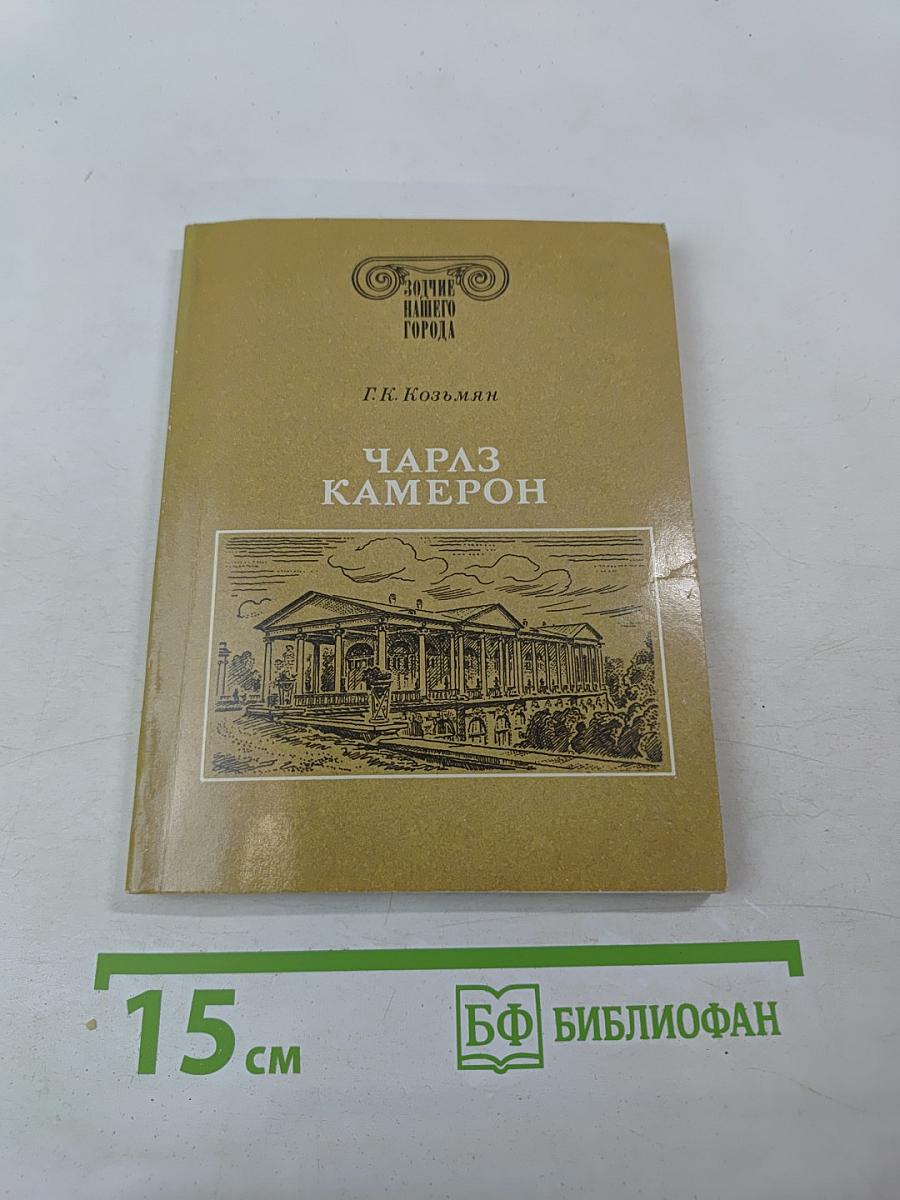 ЗОДЧИЕ
НАШЕГО
ГОРОДА
Г. К. Козьмян
ЧАРЛЗ
КАМЕРОН
15 см
БФ БИБЛИОФАН